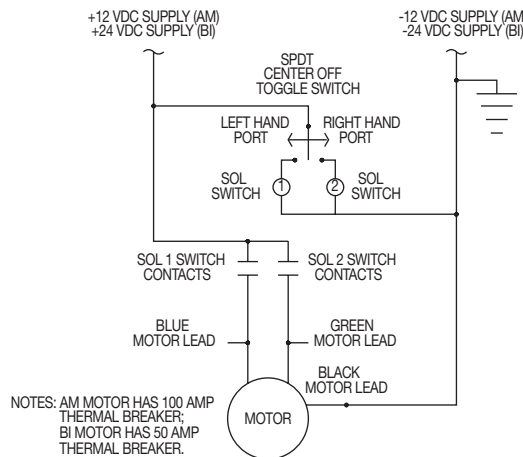 +12 VDC SUPPLY (AM)
+24 VDC SUPPLY (BI)
-12 VDC SUPPLY (AM)
-24 VDC SUPPLY (BI)
SPDT
CENTER OFF
TOGGLE SWITCH
LEFT HAND
PORT
RIGHT HAND
PORT
SOL
SWITCH
1
2
SOL
SWITCH
SOL 1 SWITCH
CONTACTS
SOL 2 SWITCH
CONTACTS
BLUE
MOTOR LEAD
GREEN
MOTOR LEAD
BLACK
MOTOR LEAD
MOTOR
NOTES: AM MOTOR HAS 100 AMP
THERMAL BREAKER;
BI MOTOR HAS 50 AMP
THERMAL BREAKER.